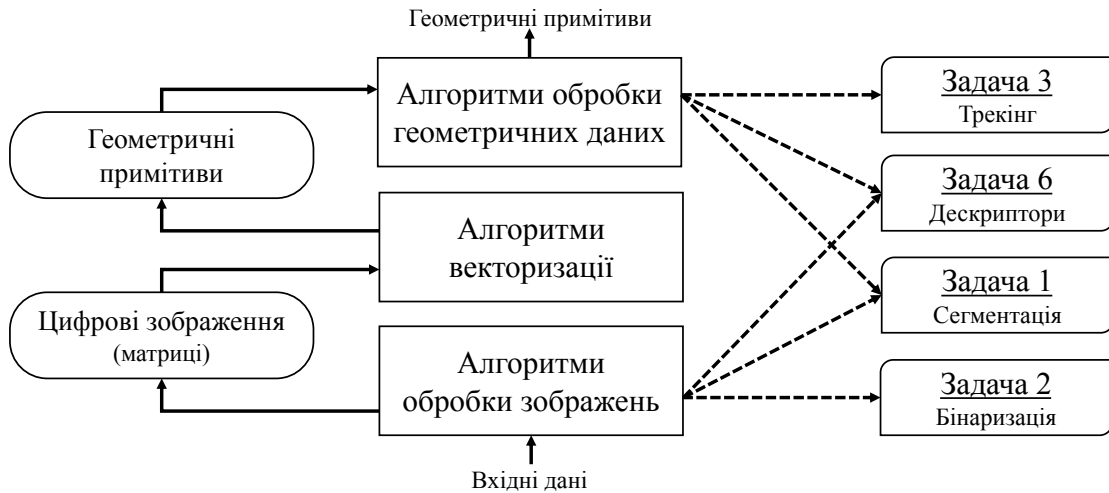 Геометричні примітиви
Алгоритми обробки
геометричних даних
Геометричні
примітиви
Алгоритми
векторизації
Цифрові зображення
(матриці)
Алгоритми
обробки зображень
Вхідні дані
Задача 3
Трекінг
Задача 6
Дескриптори
Задача 1
Сегментація
Задача 2
Бінаризація